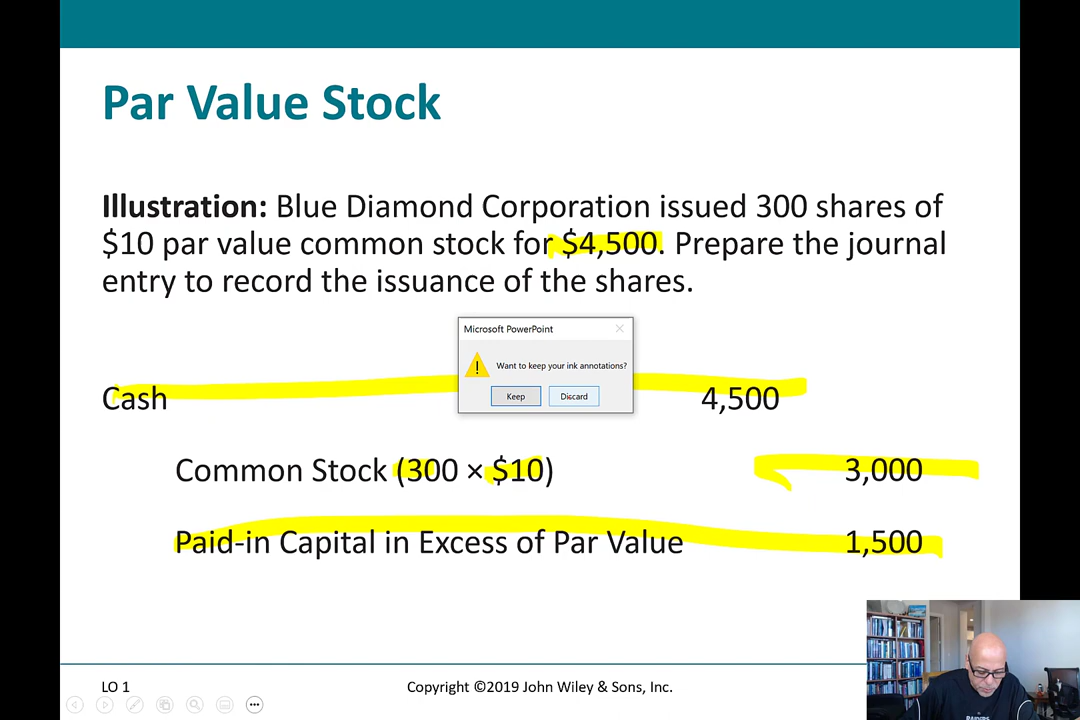 Par Value Stock
Illustration: Blue Diamond Corporation issued 300 shares of
$10 par value common stock for $4,500. Prepare the journal
entry to record the issuance of the shares.
Microsoft PowerPoint
Want to keep your ink annotations?
Keep Discard
Cash 4,500
Common Stock (300 × $10) 3,000
Paid-in Capital in Excess of Par Value 1,500
LO 1 Copyright ©2019 John Wiley & Sons, Inc.
RAIDERS